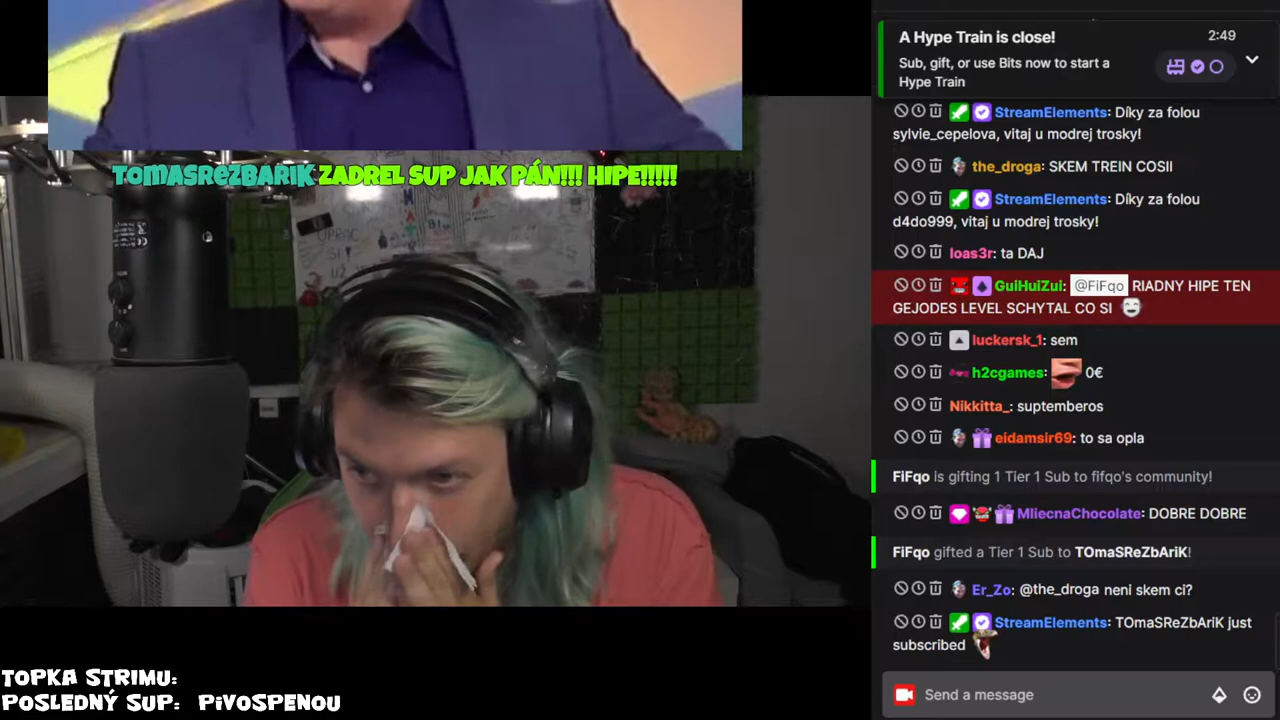 A Hype Train is close!
2:49
Sub, gift, or use Bits now to start a
Hype Train
StreamElements: Díky za folou
sylvie_cepelova, vitaj u modrej trosky!
the_droga: SKEM TREIN COSII
StreamElements: Díky za folou
d4do999, vitaj u modrej trosky!
loas3r: ta DAJ
GuiHuiZui: @FiFqo RIADNY HIPE TEN
GEJODES LEVEL SCHYTAL CO SI
luckersk_1: sem
h2cgames: 0€
Nikkitta_: suptemberos
eidamsir69: to sa opla
FiFqo is gifting 1 Tier 1 Sub to fifqo's community!
MliecnaChocolate: DOBRE DOBRE
FiFqo gifted a Tier 1 Sub to TOmaSReZbAriK!
Er_Zo: @the_droga neni skem ci?
StreamElements: TOmaSReZbAriK just
subscribed
Send a message
TOmaSReZbAriK ZADREL SUP JAK PÁN!!! HIPE!!!!!
UPRAC
SI
UŽ
TOPKA STRIMU:
POSLEDNÝ SUP: PiVOSPENOU